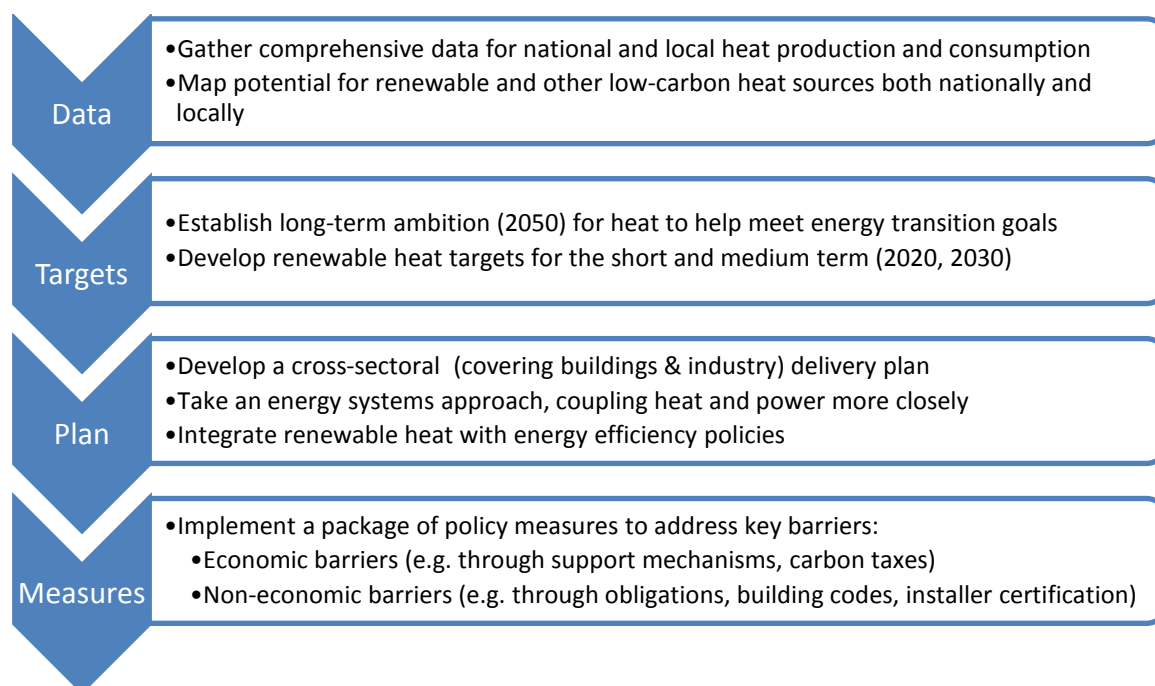 Data
•Gather comprehensive data for national and local heat production and consumption
•Map potential for renewable and other low-carbon heat sources both nationally and
locally
Targets
•Establish long-term ambition (2050) for heat to help meet energy transition goals
•Develop renewable heat targets for the short and medium term (2020, 2030)
Plan
•Develop a cross-sectoral (covering buildings & industry) delivery plan
•Take an energy systems approach, coupling heat and power more closely
•Integrate renewable heat with energy efficiency policies
Measures
•Implement a package of policy measures to address key barriers:
•Economic barriers (e.g. through support mechanisms, carbon taxes)
•Non-economic barriers (e.g. through obligations, building codes, installer certification)